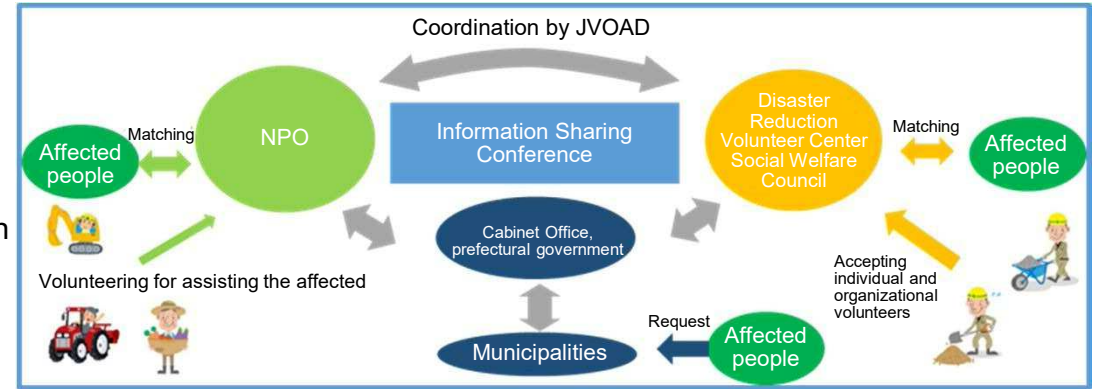 Coordination by JVOAD
NPO
Information Sharing
Conference
Disaster
Reduction
Volunteer Center
Social Welfare
Council
Matching
Affected
people
Matching
Affected
people
n
Cabinet Office,
prefectural government
Volunteering for assisting the affected
Accepting
individual and
organizational
volunteers
Municipalities
Request
Affected
people